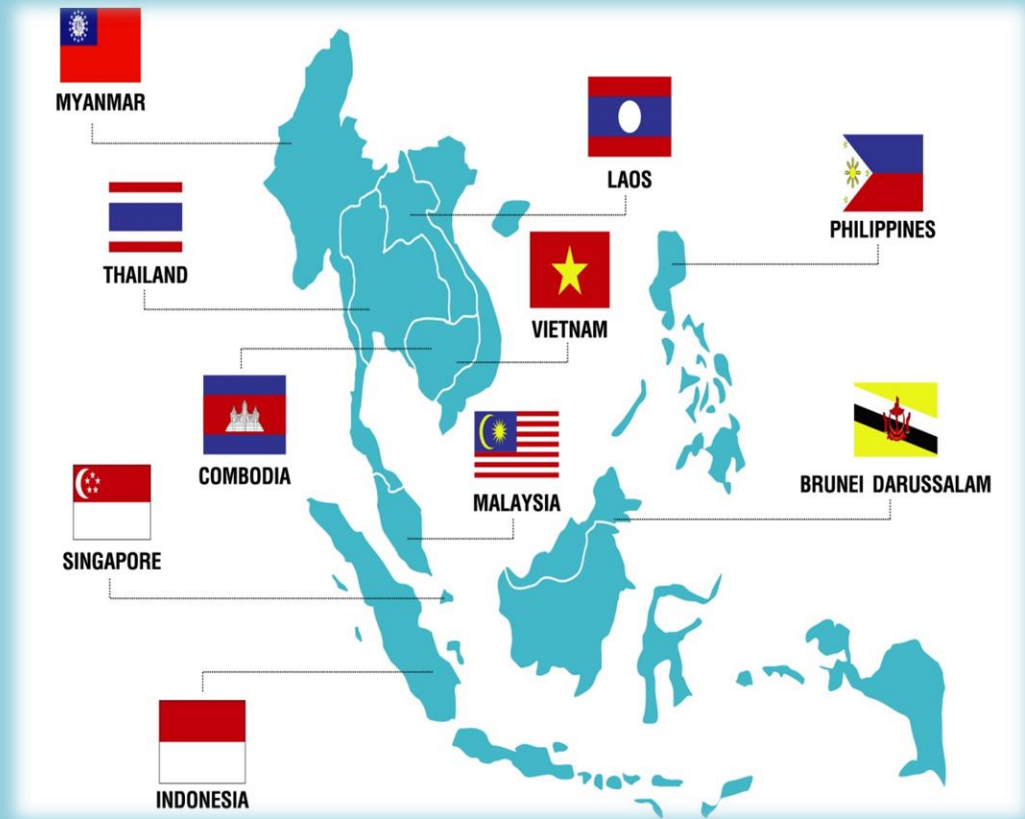 MYANMAR
LAOS
PHILIPPINES
THAILAND
VIETNAM
COMBODIA
MALAYSIA
BRUNEI DARUSSALAM
SINGAPORE
INDONESIA